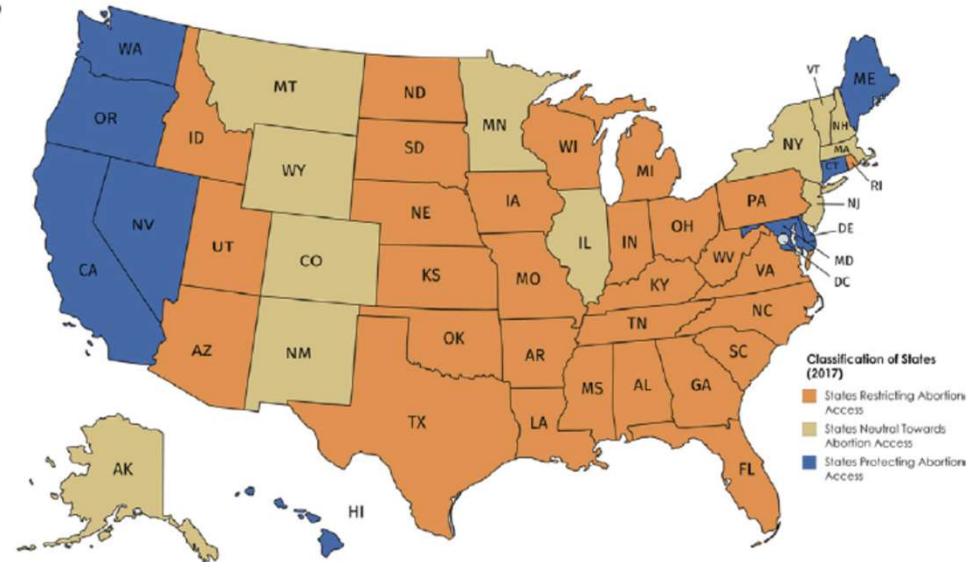 WA
OR
CA
NV
ID
MT
WY
UT
AZ
CO
NM
ND
SD
NE
KS
OK
TX
MN
IA
MO
AR
LA
WI
IL
MI
IN
OH
KY
TN
MS
AL
GA
FL
SC
NC
VA
WV
PA
NY
VT
NH
ME
MA
CT
RI
NJ
DE
MD
DC
AK
HI
Classification of States
(2017)
States Restricting Abortion
Access
States Neutral Towards
Abortion Access
States Protecting Abortion
Access